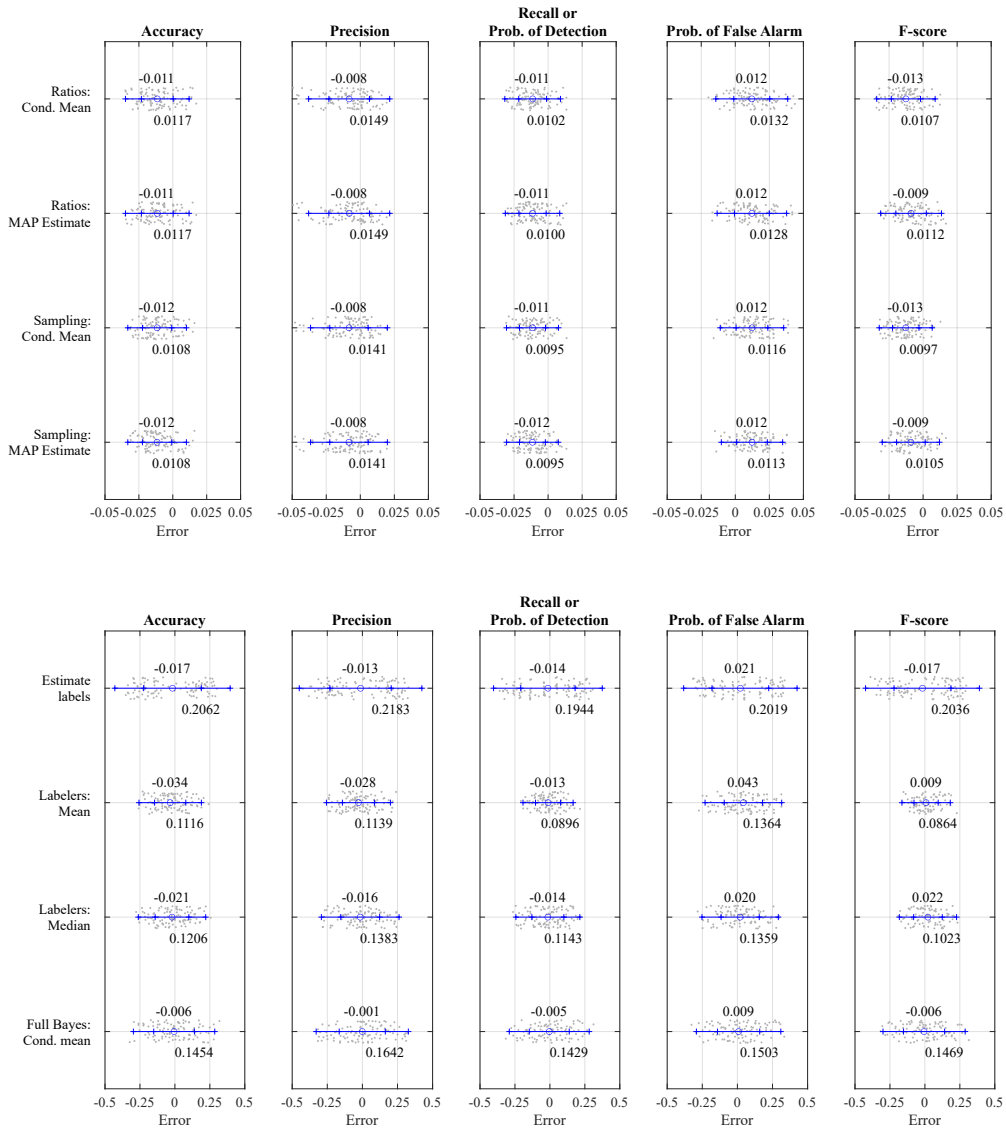 Accuracy
Precision
Recall or
Prob. of Detection
Prob. of False Alarm
F-score
Ratios:
Cond. Mean
-0.011
0.0117
-0.008
0.0149
-0.011
0.0102
0.012
0.0132
-0.013
0.0107
Ratios:
MAP Estimate
-0.011
0.0117
-0.008
0.0149
-0.011
0.0100
0.012
0.0128
-0.009
0.0112
Sampling:
Cond. Mean
-0.012
0.0108
-0.008
0.0141
-0.011
0.0095
0.012
0.0116
-0.013
0.0097
Sampling:
MAP Estimate
-0.012
0.0108
-0.008
0.0141
-0.012
0.0095
0.012
0.0113
-0.009
0.0105
-0.05 -0.025 0 0.025 0.05
Error
-0.05 -0.025 0 0.025 0.05
Error
-0.05 -0.025 0 0.025 0.05
Error
-0.05 -0.025 0 0.025 0.05
Error
-0.05 -0.025 0 0.025 0.05
Error
Accuracy
Precision
Recall or
Prob. of Detection
Prob. of False Alarm
F-score
Estimate
labels
-0.017
0.2062
-0.013
0.2183
-0.014
0.1944
0.021
0.2019
-0.017
0.2036
Labelers:
Mean
-0.034
0.1116
-0.028
0.1139
-0.013
0.0896
0.043
0.1364
0.009
0.0864
Labelers:
Median
-0.021
0.1206
-0.016
0.1383
-0.014
0.1143
0.020
0.1359
0.022
0.1023
Full Bayes:
Cond. mean
-0.006
0.1454
-0.001
0.1642
-0.005
0.1429
0.009
0.1503
-0.006
0.1469
-0.5 -0.25 0 0.25 0.5
Error
-0.5 -0.25 0 0.25 0.5
Error
-0.5 -0.25 0 0.25 0.5
Error
-0.5 -0.25 0 0.25 0.5
Error
-0.5 -0.25 0 0.25 0.5
Error